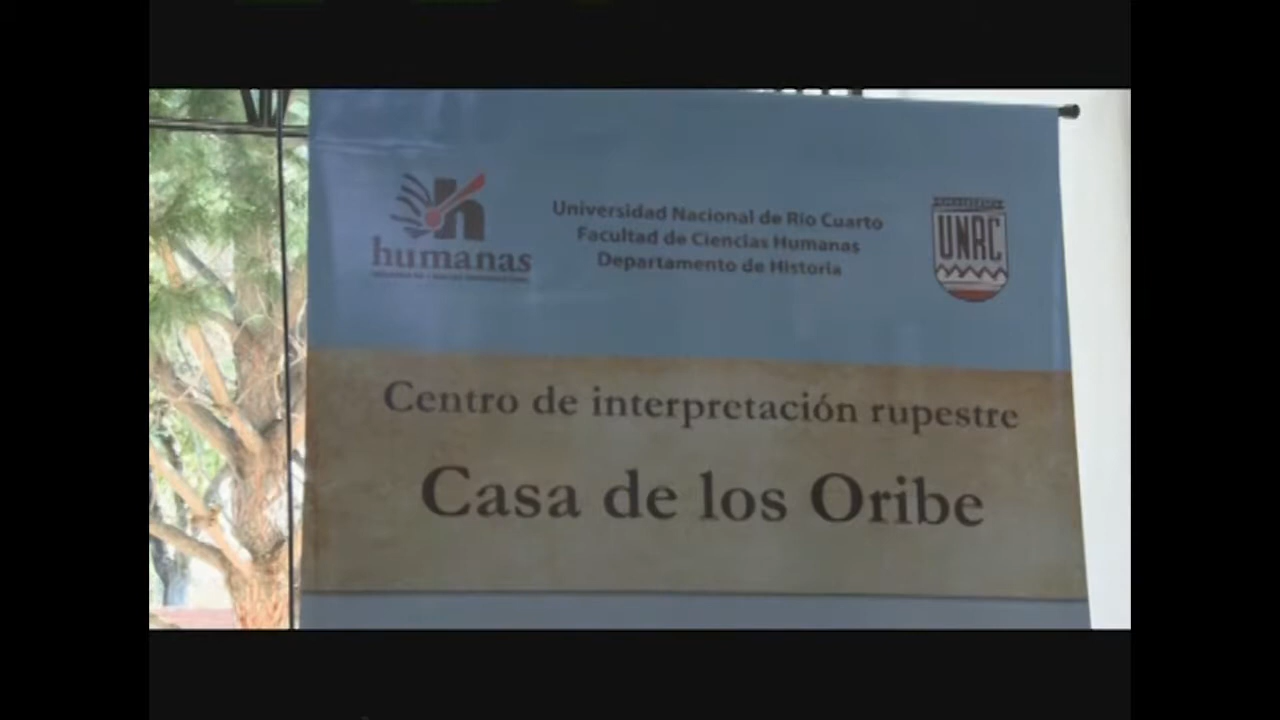 humanas
Universidad Nacional de Río Cuarto
Facultad de Ciencias Humanas
Departamento de Historia
UNRC
Centro de interpretación rupestre
Casa de los Oribe